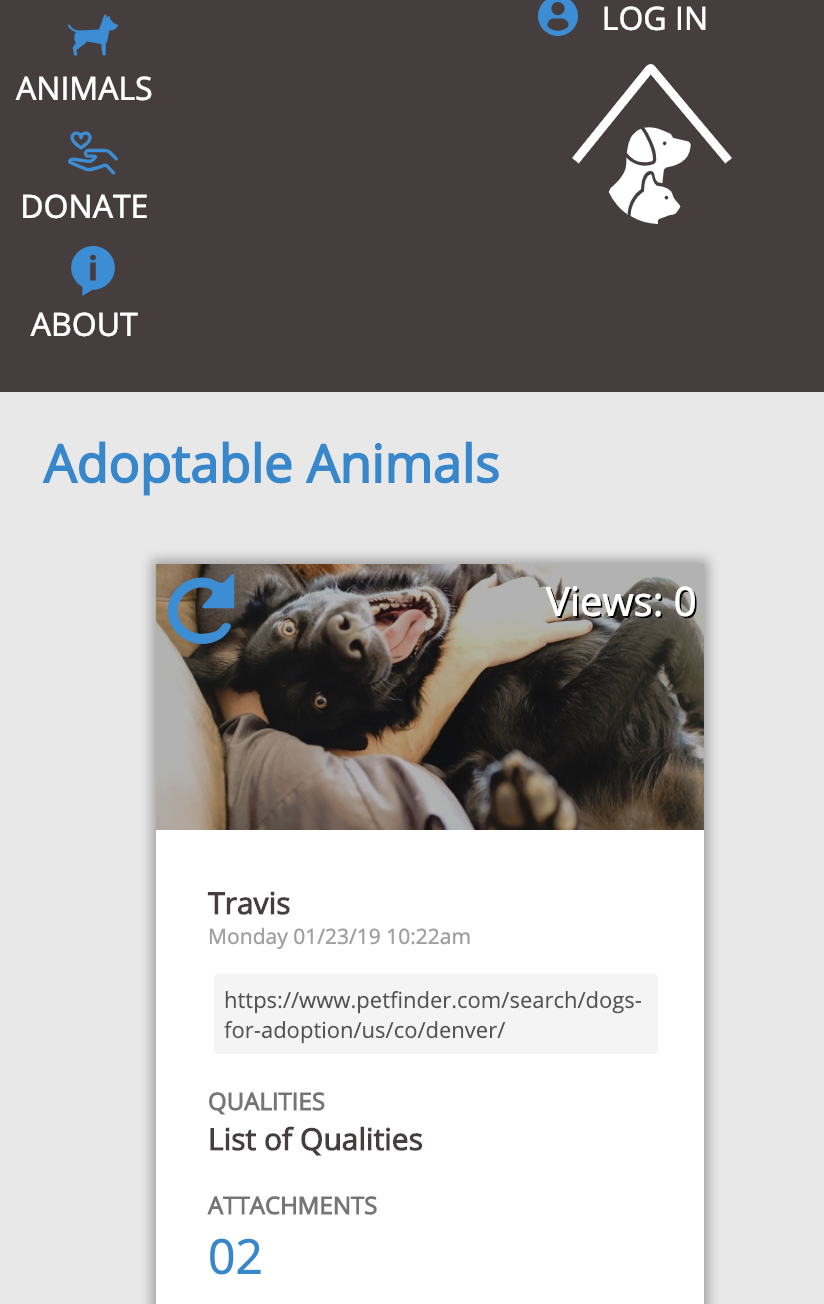 LOG IN
ANIMALS
DONATE
ABOUT
Adoptable Animals
Views: 0
Travis
Monday 01/23/19 10:22am
https://www.petfinder.com/search/dogs-
for-adoption/us/co/denver/
QUALITIES
List of Qualities
ATTACHMENTS
02